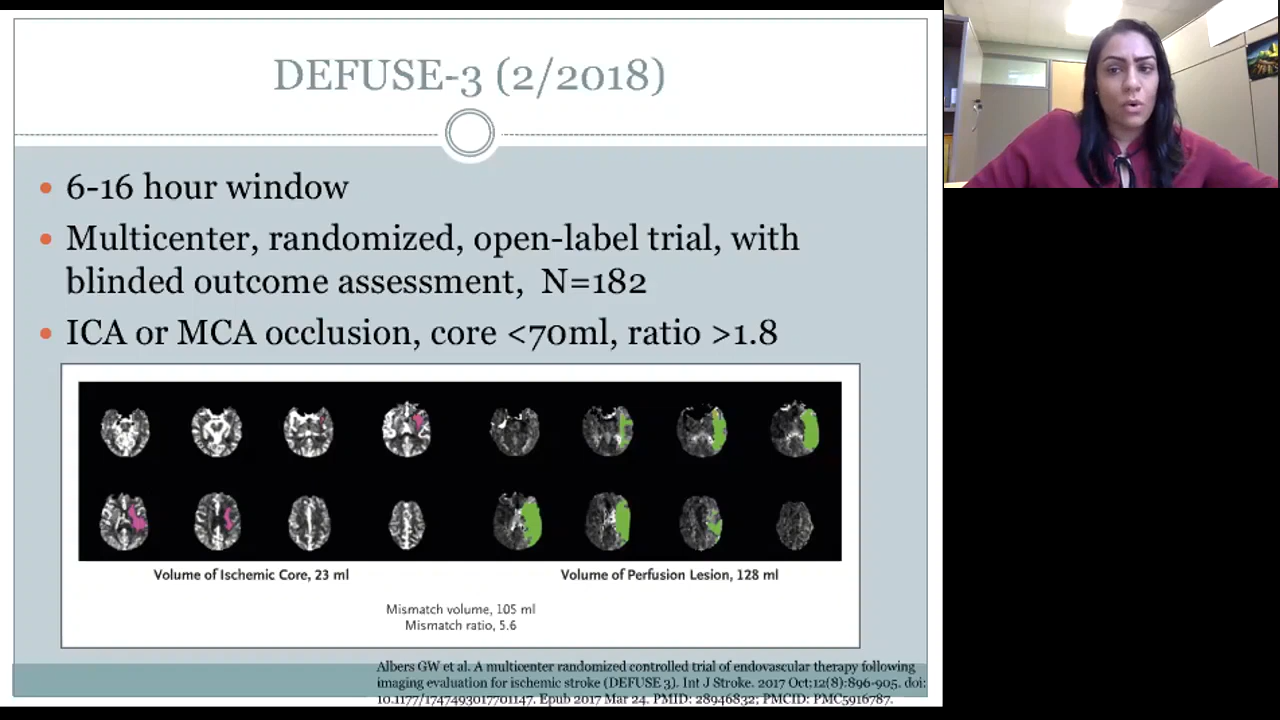 DEFUSE-3 (2/2018)
• 6-16 hour window
• Multicenter, randomized, open-label trial, with
blinded outcome assessment, N=182
• ICA or MCA occlusion, core <70ml, ratio >1.8
Volume of Ischemic Core, 23 ml
Volume of Perfusion Lesion, 128 ml
Mismatch volume, 105 ml
Mismatch ratio, 5.6
Albers GW et al. A multicenter randomized controlled trial of endovascular therapy following
imaging evaluation for ischemic stroke (DEFUSE 3). Int J Stroke. 2017 Oct;12(8):896-905. doi:
10.1177/1747493017701147. Epub 2017 Mar 24. PMID: 28946832; PMCID: PMC5916787.